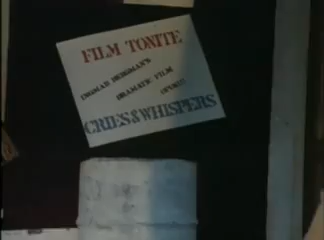 FILM TONITE
INGMAR BERGMAN'S
DRAMATIC FILM
CRIES & WHISPERS